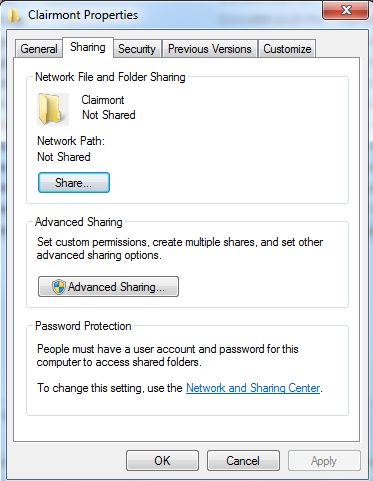 Clairmont Properties
General
Sharing
Security
Previous Versions
Customize
Network File and Folder Sharing
Clairmont
Not Shared
Network Path:
Not Shared
Share...
Advanced Sharing
Set custom permissions, create multiple shares, and set other
advanced sharing options.
Advanced Sharing...
Password Protection
People must have a user account and password for this
computer to access shared folders.
To change this setting, use the Network and Sharing Center.
OK
Cancel
Apply